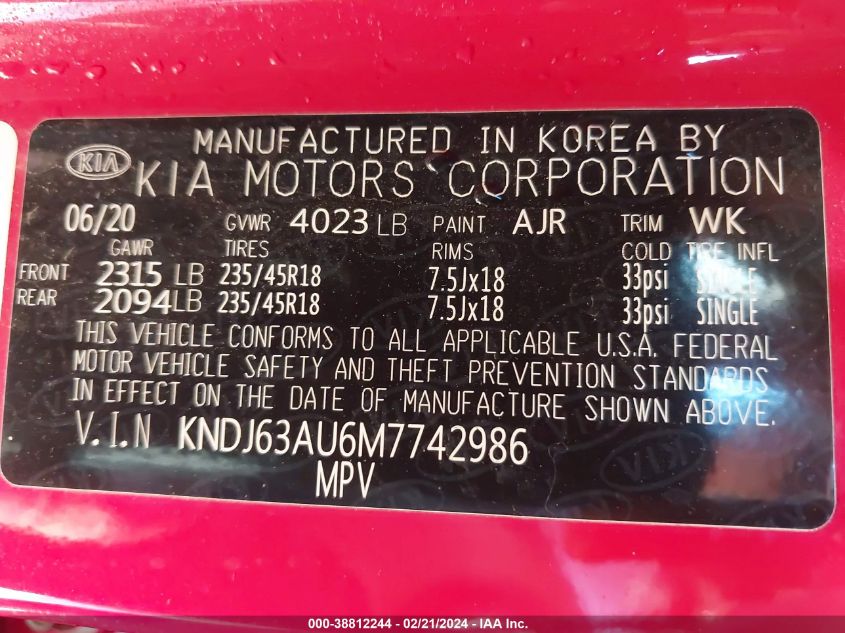 MANUFACTURED IN KOREA BY
KIA KIA MOTORS CORPORATION
06/20 GVWR 4023 LB PAINT AJR TRIM WK
GAWR TIRES RIMS COLD TIRE INFL
FRONT 2315 LB 235/45R18 7.5Jx18 33psi SINGLE
REAR 2094 LB 235/45R18 7.5Jx18 33psi SINGLE
THIS VEHICLE CONFORMS TO ALL APPLICABLE U.S.A. FEDERAL
MOTOR VEHICLE SAFETY AND THEFT PREVENTION STANDARDS
IN EFFECT ON THE DATE OF MANUFACTURE SHOWN ABOVE.
V.I.N KNDJ63AU6M7742986
MPV
000-38812244 - 02/21/2024 - IAA Inc.